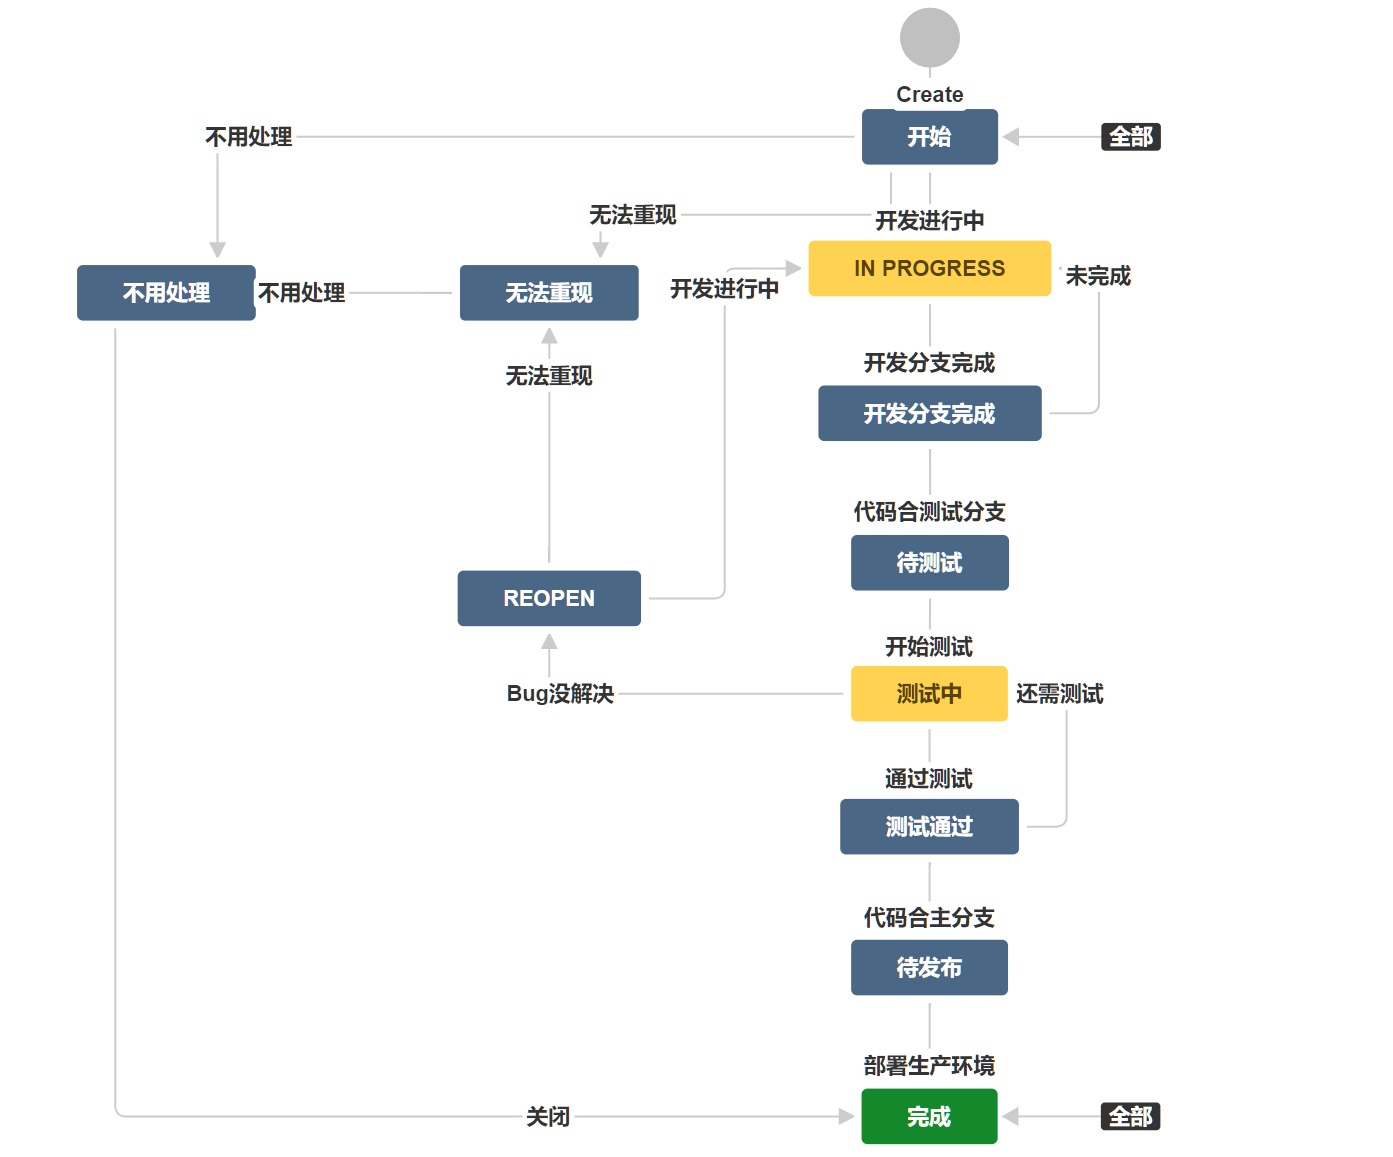 Create
开始
全部
不用处理
无法重现
开发进行中
IN PROGRESS
未完成
开发进行中
不用处理
不用处理
无法重现
无法重现
开发分支完成
开发分支完成
代码合测试分支
待测试
REOPEN
开始测试
Bug没解决
测试中
还需测试
通过测试
测试通过
代码合主分支
待发布
部署生产环境
关闭
完成
全部